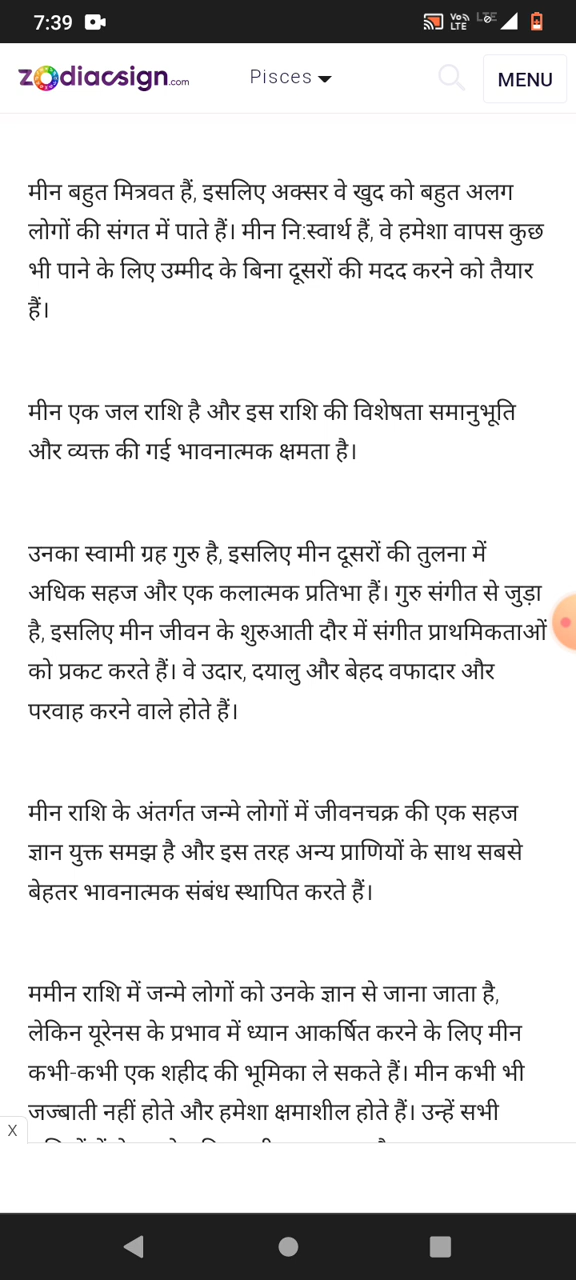 7:39
Vo LTE
LTE
zodiacsign.com
Pisces
MENU
मीन बहुत मित्रवत हैं, इसलिए अक्सर वे खुद को बहुत अलग
लोगों की संगत में पाते हैं। मीन नि:स्वार्थ हैं, वे हमेशा वापस कुछ
भी पाने के लिए उम्मीद के बिना दूसरों की मदद करने को तैयार
हैं।
मीन एक जल राशि है और इस राशि की विशेषता समानुभूति
और व्यक्त की गई भावनात्मक क्षमता है।
उनका स्वामी ग्रह गुरु है, इसलिए मीन दूसरों की तुलना में
अधिक सहज और एक कलात्मक प्रतिभा हैं। गुरु संगीत से जुड़ा
है, इसलिए मीन जीवन के शुरुआती दौर में संगीत प्राथमिकताओं
को प्रकट करते हैं। वे उदार, दयालु और बेहद वफादार और
परवाह करने वाले होते हैं।
मीन राशि के अंतर्गत जन्मे लोगों में जीवनचक्र की एक सहज
ज्ञान युक्त समझ है और इस तरह अन्य प्राणियों के साथ सबसे
बेहतर भावनात्मक संबंध स्थापित करते हैं।
ममीन राशि में जन्मे लोगों को उनके ज्ञान से जाना जाता है,
लेकिन यूरेनस के प्रभाव में ध्यान आकर्षित करने के लिए मीन
कभी-कभी एक शहीद की भूमिका ले सकते हैं। मीन कभी भी
जज्बाती नहीं होते और हमेशा क्षमाशील होते हैं। उन्हें सभी
X